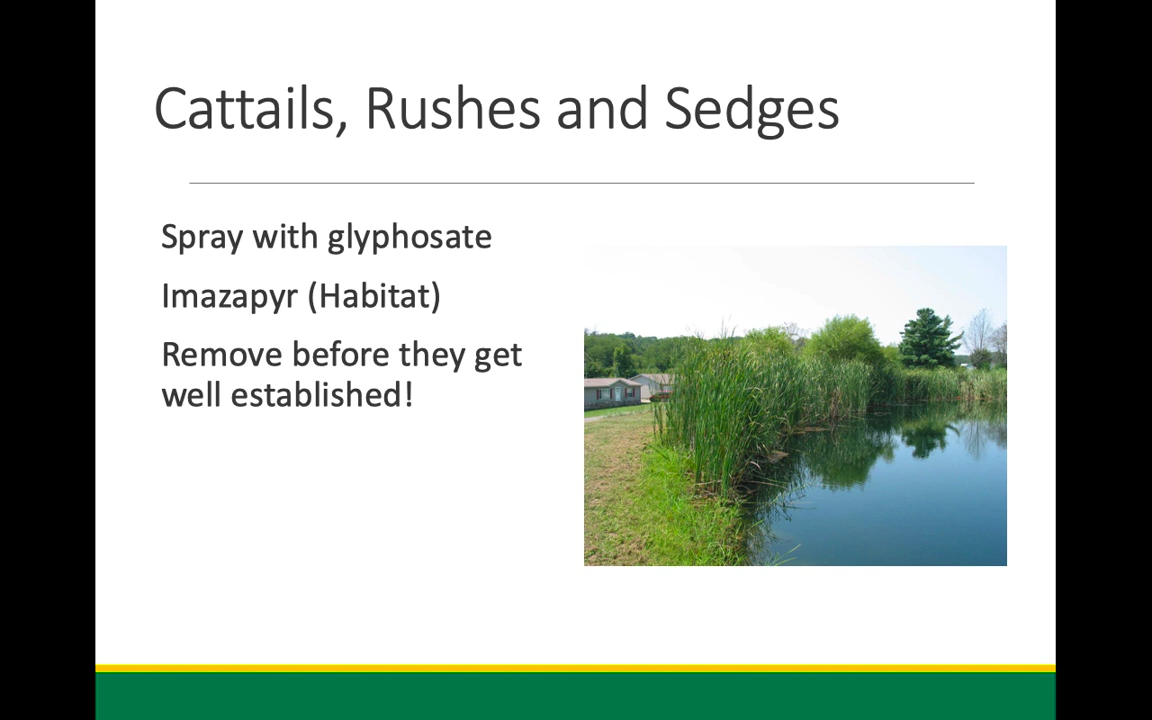 Cattails, Rushes and Sedges
Spray with glyphosate
Imazapyr (Habitat)
Remove before they get
well established!